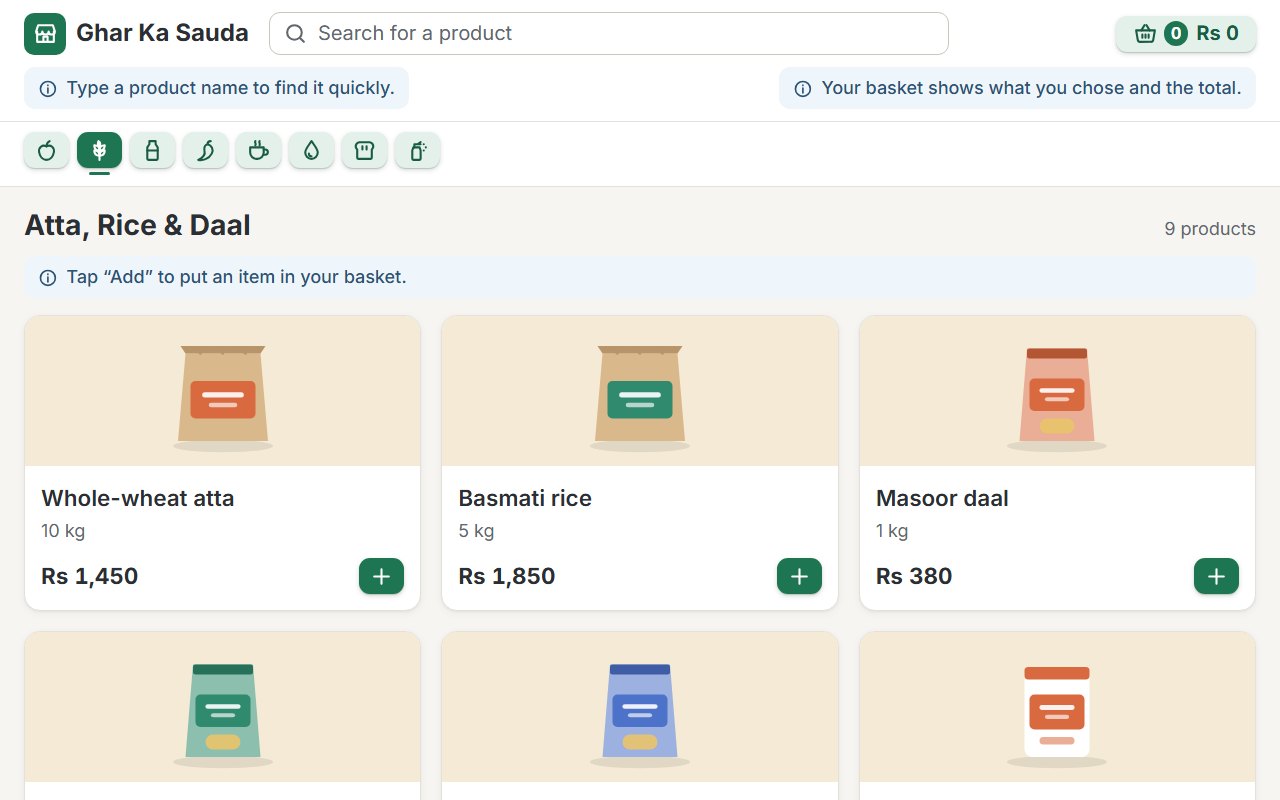 Ghar Ka Sauda
Search for a product
0 Rs 0
Type a product name to find it quickly.
Your basket shows what you chose and the total.
Atta, Rice & Daal
9 products
Tap “Add” to put an item in your basket.
Whole-wheat atta
10 kg
Rs 1,450
Basmati rice
5 kg
Rs 1,850
Masoor daal
1 kg
Rs 380